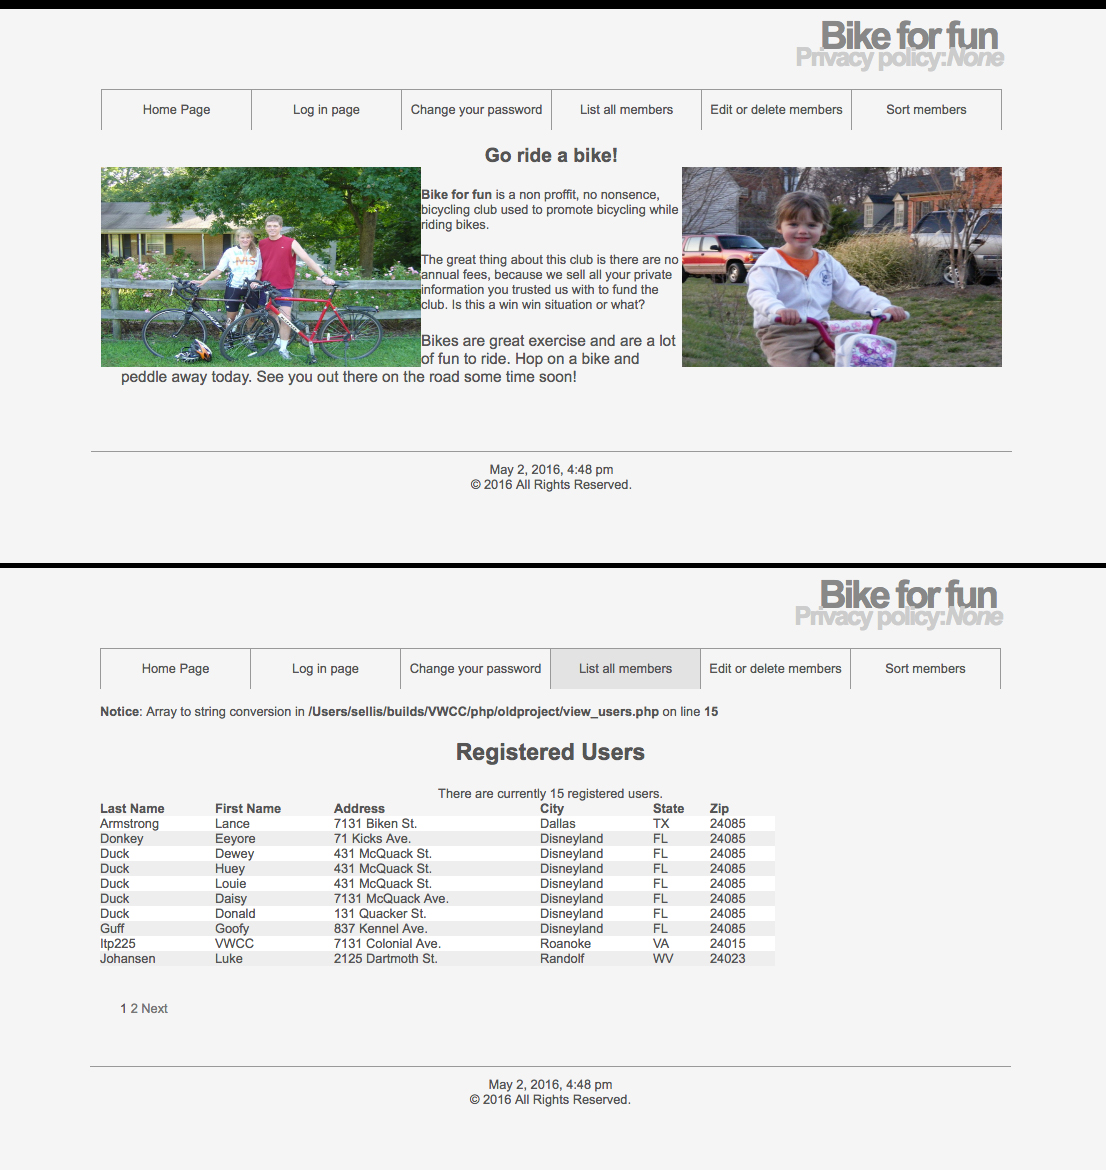 Bike for fun
Privacy policy:None
Home Page Log in page Change your password List all members Edit or delete members Sort members
Go ride a bike!
Bike for fun is a non proffit, no nonsence,
bicycling club used to promote bicycling while
riding bikes.
The great thing about this club is there are no
annual fees, because we sell all your private
information you trusted us with to fund the
club. Is this a win win situation or what?
Bikes are great exercise and are a lot
of fun to ride. Hop on a bike and
peddle away today. See you out there on the road some time soon!
May 2, 2016, 4:48 pm
© 2016 All Rights Reserved.
Bike for fun
Privacy policy:None
Home Page Log in page Change your password List all members Edit or delete members Sort members
Notice: Array to string conversion in /Users/sellis/builds/VWCC/php/oldproject/view_users.php on line 15
Registered Users
There are currently 15 registered users.
Last Name First Name Address City State Zip
Armstrong Lance 7131 Biken St. Dallas TX 24085
Donkey Eeyore 71 Kicks Ave. Disneyland FL 24085
Duck Dewey 431 McQuack St. Disneyland FL 24085
Duck Huey 431 McQuack St. Disneyland FL 24085
Duck Louie 431 McQuack St. Disneyland FL 24085
Duck Daisy 7131 McQuack Ave. Disneyland FL 24085
Duck Donald 131 Quacker St. Disneyland FL 24085
Guff Goofy 837 Kennel Ave. Disneyland FL 24085
Itp225 VWCC 7131 Colonial Ave. Roanoke VA 24015
Johansen Luke 2125 Dartmoth St. Randolf WV 24023
1 2 Next
May 2, 2016, 4:48 pm
© 2016 All Rights Reserved.